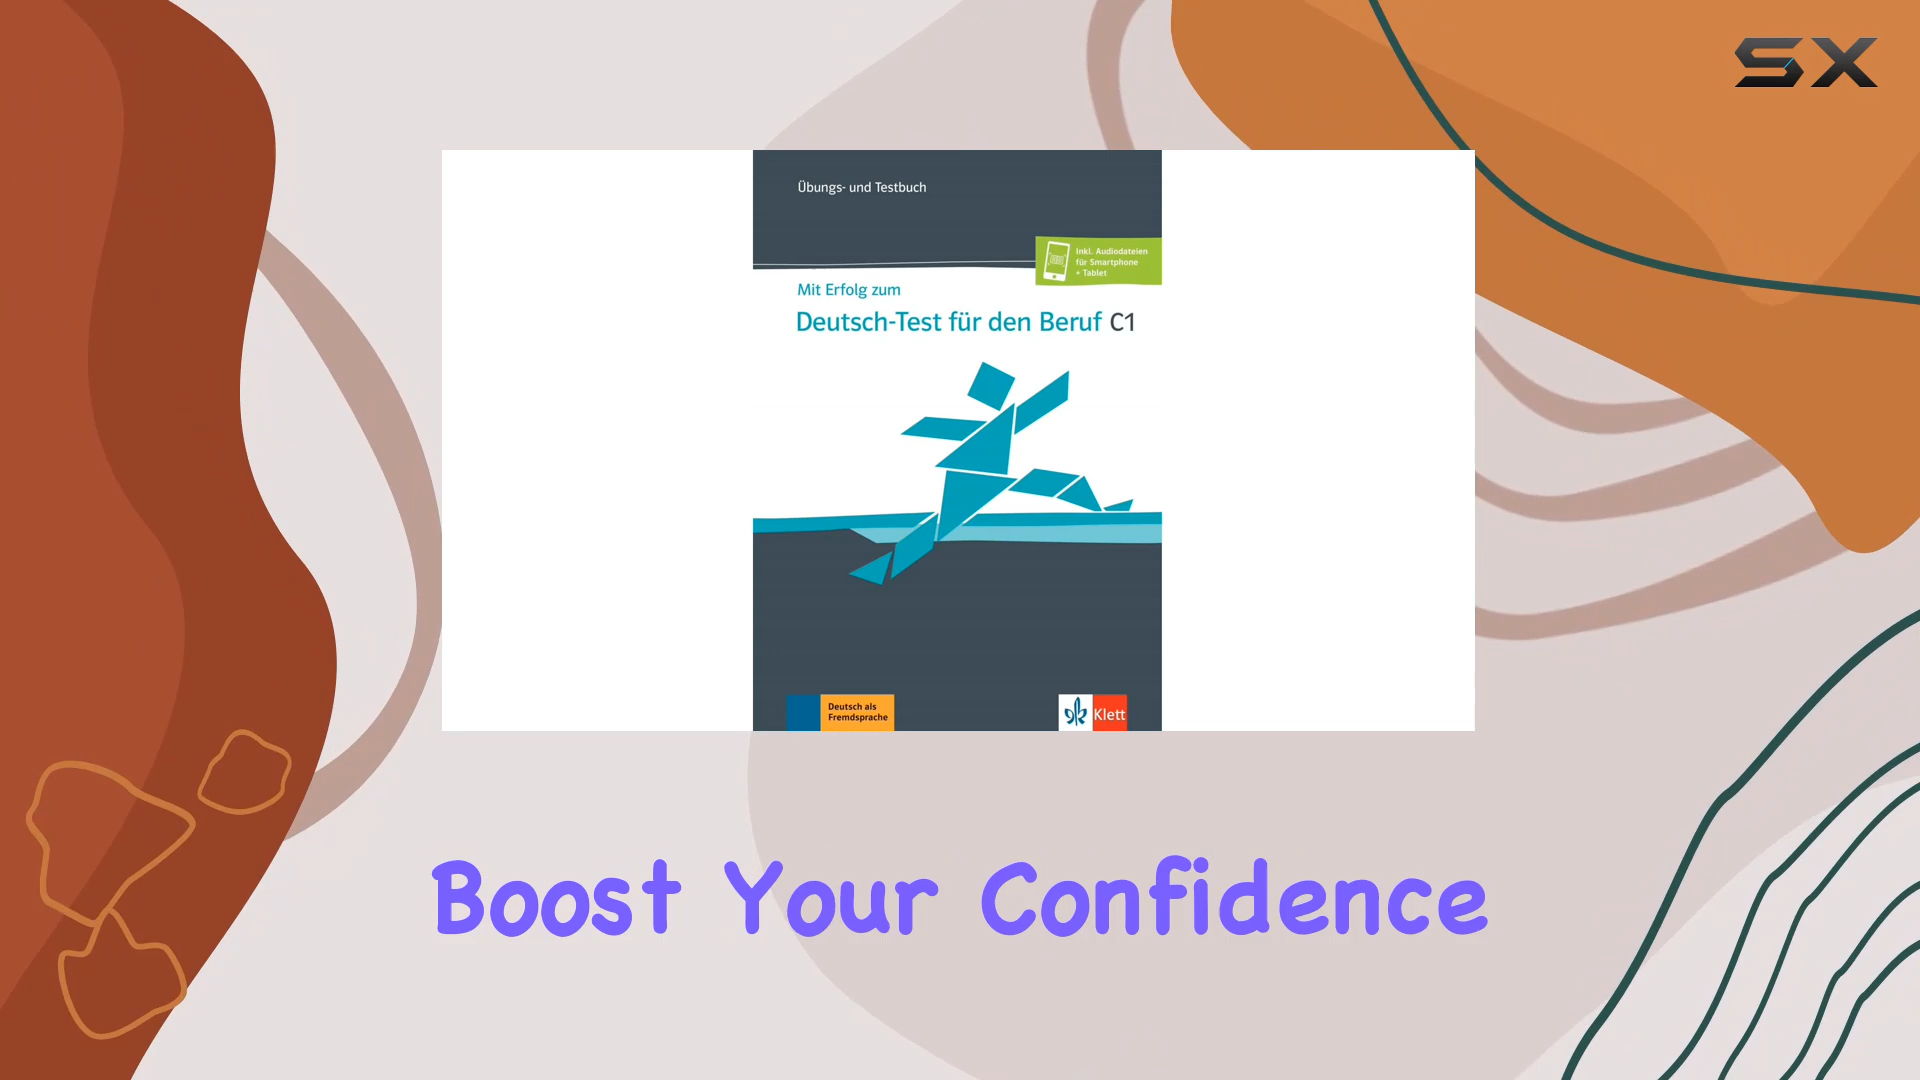 SX
Übungs- und Testbuch
Inkl. Audiodateien
für Smartphone
+ Tablet
Mit Erfolg zum
Deutsch-Test für den Beruf C1
Deutsch als
Fremdsprache
Klett
Boost Your Confidence